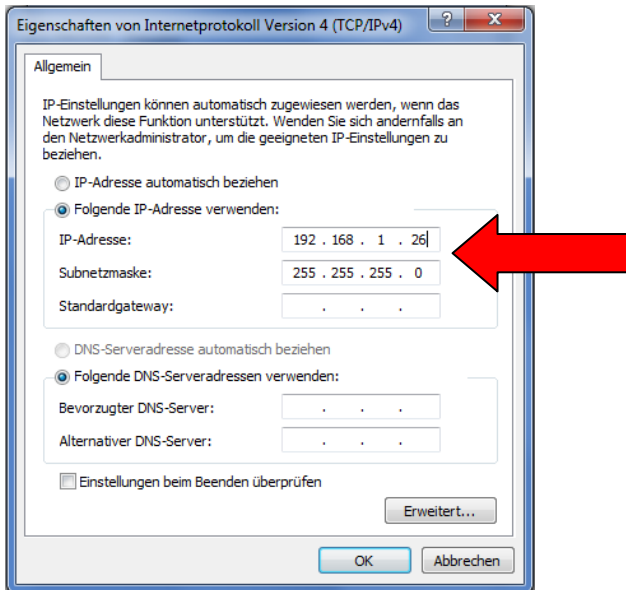 Eigenschaften von Internetprotokoll Version 4 (TCP/IPv4)
?
Allgemein
IP-Einstellungen können automatisch zugewiesen werden, wenn das
Netzwerk diese Funktion unterstützt. Wenden Sie sich andernfalls an
den Netzwerkadministrator, um die geeigneten IP-Einstellungen zu
beziehen.
IP-Adresse automatisch beziehen
Folgende IP-Adresse verwenden:
IP-Adresse: 192 . 168 . 1 . 26
Subnetzmaske: 255 . 255 . 255 . 0
Standardgateway: . . .
DNS-Serveradresse automatisch beziehen
Folgende DNS-Serveradressen verwenden:
Bevorzugter DNS-Server: . . .
Alternativer DNS-Server: . . .
Einstellungen beim Beenden überprüfen
Erweitert...
OK Abbrechen